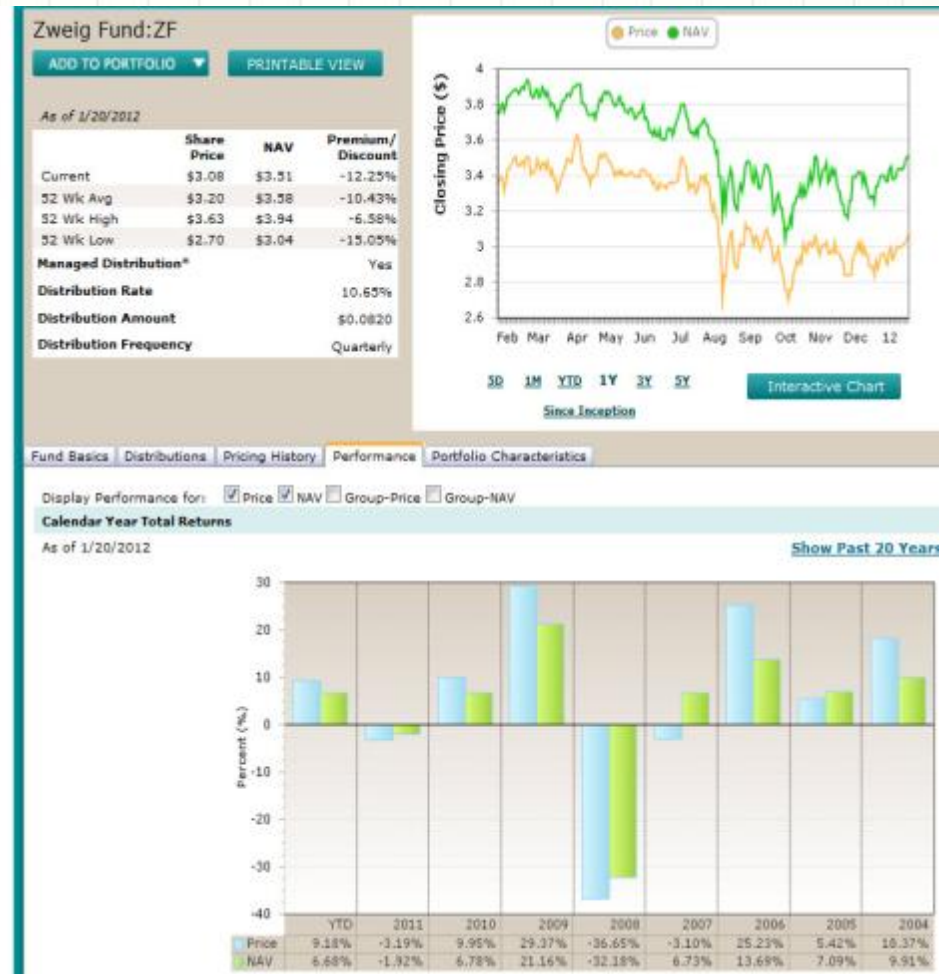 Zweig Fund:ZF
ADD TO PORTFOLIO PRINTABLE VIEW
As of 1/20/2012
Share Price NAV Premium/ Discount
Current $3.08 $3.51 -12.25%
52 Wk Avg $3.20 $3.58 -10.43%
52 Wk High $3.63 $3.94 -6.58%
52 Wk Low $2.70 $3.04 -15.05%
Managed Distribution* Yes
Distribution Rate 10.65%
Distribution Amount $0.0820
Distribution Frequency Quarterly
Price NAV
Closing Price ($)
4
3.8
3.6
3.4
3.2
3
2.8
2.6
Feb Mar Apr May Jun Jul Aug Sep Oct Nov Dec 12
5D 1M YTD 1Y 3Y 5Y
Interactive Chart
Since Inception
Fund Basics Distributions Pricing History Performance Portfolio Characteristics
Display Performance for: Price NAV Group-Price Group-NAV
Calendar Year Total Returns
As of 1/20/2012 Show Past 20 Years
Percent (%)
30
20
10
0
-10
-20
-30
-40
YTD 2011 2010 2009 2008 2007 2006 2005 2004
Price 9.18% -3.19% 9.95% 29.37% -36.65% -3.10% 25.23% 5.42% 18.37%
NAV 6.68% -1.92% 6.78% 21.16% -32.18% 6.73% 13.69% 7.09% 9.91%